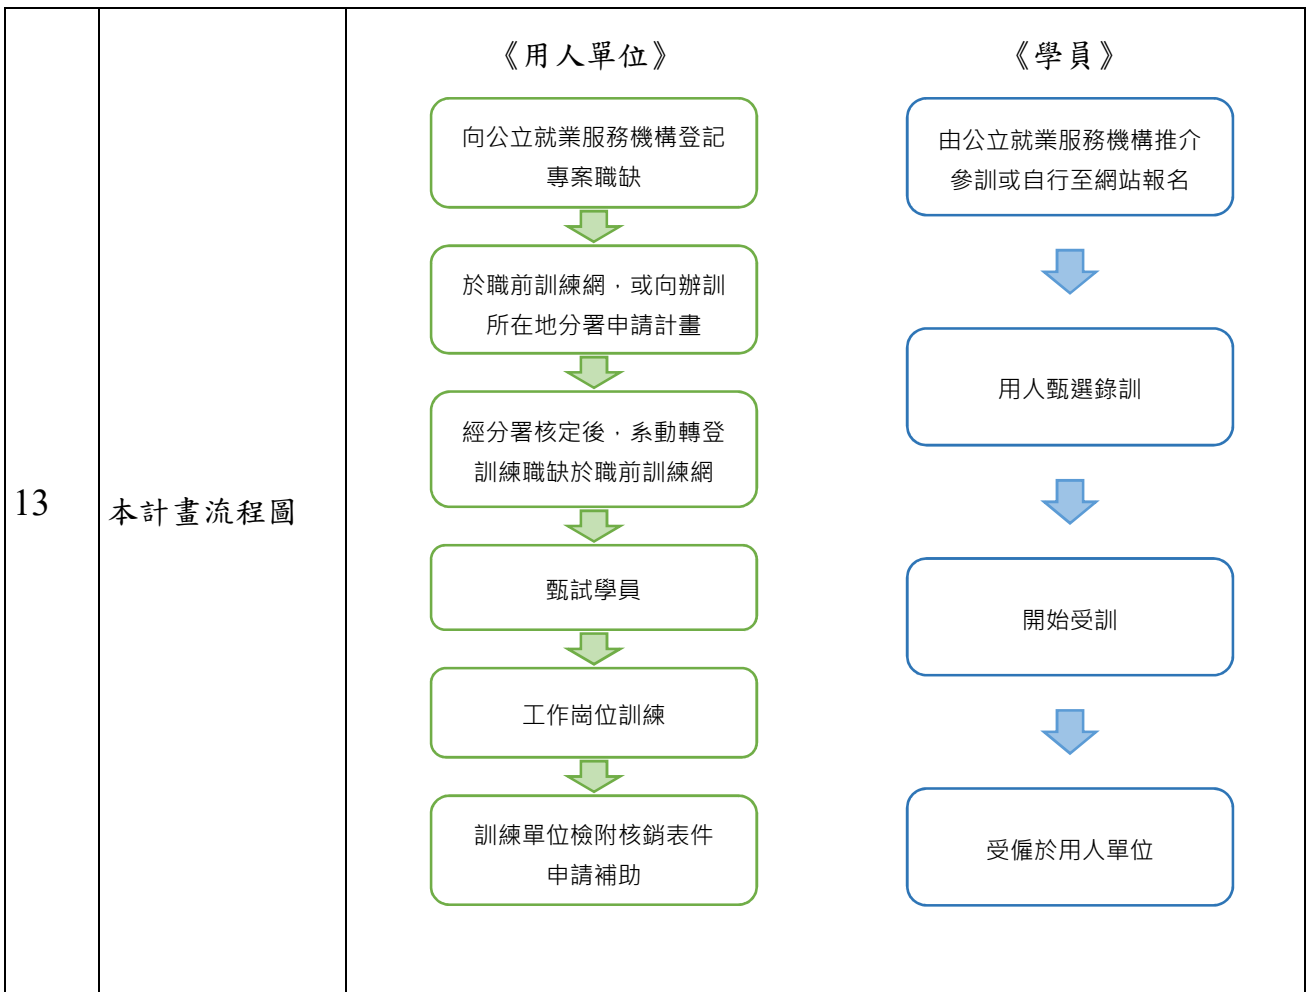 13
本計畫流程圖
《用人單位》
向公立就業服務機構登記
專案職缺
於職前訓練網，或向辦訓
所在地分署申請計畫
經分署核定後，系動轉登
訓練職缺於職前訓練網
甄試學員
工作崗位訓練
訓練單位檢附核銷表件
申請補助
《學員》
由公立就業服務機構推介
參訓或自行至網站報名
用人甄選錄訓
開始受訓
受僱於用人單位